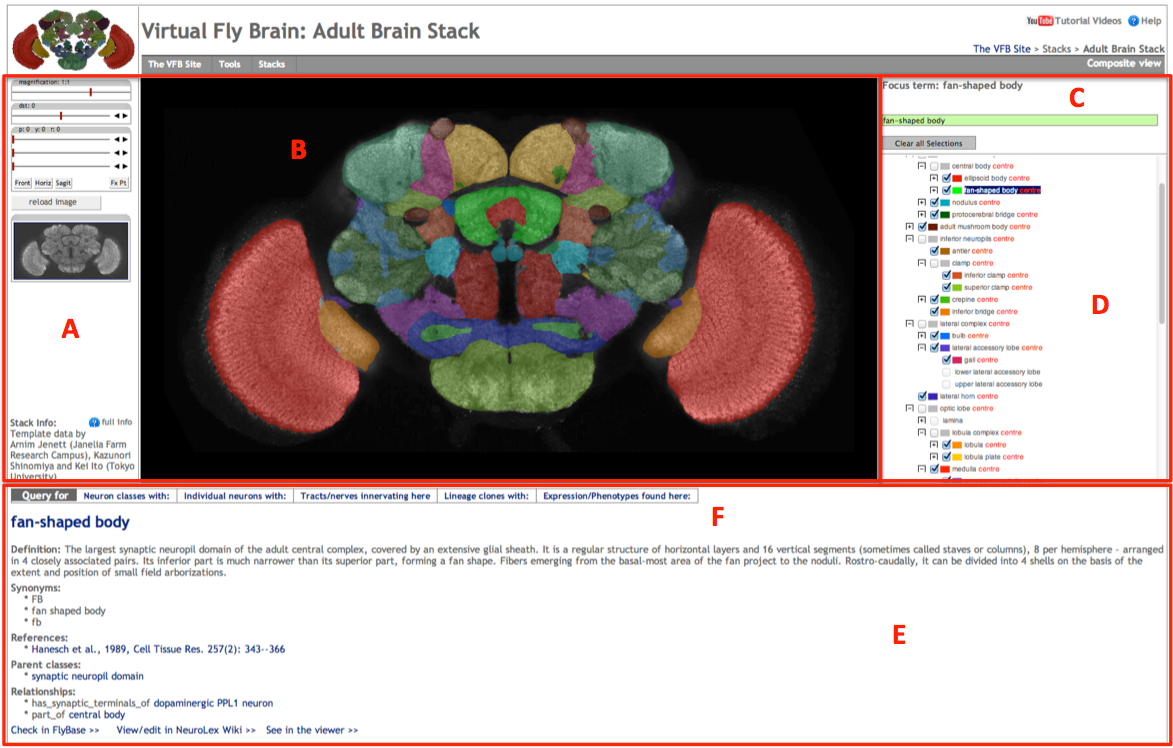 Virtual Fly Brain: Adult Brain Stack
YouTube Tutorial Videos ? Help
The VFB Site > Stacks > Adult Brain Stack
The VFB Site Tools Stacks
Composite view
magnification: 1:1
dst: 0
p: 0 y: 0 r: 0
Front Horiz Sagit Fx Pt
reload image
A
Stack Info: ? full info
Template data by
Arnim Jenett (Janelia Farm
Research Campus), Kazunori
Shinomiya and Kei Ito (Tokyo
University)
B
Focus term: fan-shaped body
C
fan-shaped body
Clear all Selections
central body centre
ellipsoid body centre
fan-shaped body centre
nodulus centre
protocerebral bridge centre
adult mushroom body centre
inferior neuropils centre
antler centre
clamp centre
inferior clamp centre
superior clamp centre
crepine centre
inferior bridge centre
lateral complex centre
bulb centre
lateral accessory lobe centre
gall centre
lower lateral accessory lobe
upper lateral accessory lobe
lateral horn centre
optic lobe centre
lamina
lobula complex centre
lobula centre
lobula plate centre
medulla centre
D
Query for Neuron classes with: Individual neurons with: Tracts/nerves innervating here Lineage clones with: Expression/Phenotypes found here:
F
fan-shaped body
Definition: The largest synaptic neuropil domain of the adult central complex, covered by an extensive glial sheath. It is a regular structure of horizontal layers and 16 vertical segments (sometimes called staves or columns), 8 per hemisphere - arranged
in 4 closely associated pairs. Its inferior part is much narrower than its superior part, forming a fan shape. Fibers emerging from the basal-most area of the fan project to the noduli. Rostro-caudally, it can be divided into 4 shells on the basis of the
extent and position of small field arborizations.
Synonyms:
* FB
* fan shaped body
* fb
E
References:
* Hanesch et al., 1989, Cell Tissue Res. 257(2): 343--366
Parent classes:
* synaptic neuropil domain
Relationships:
* has_synaptic_terminals_of dopaminergic PPL1 neuron
* part_of central body
Check in FlyBase >> View/edit in NeuroLex Wiki >> See in the viewer >>